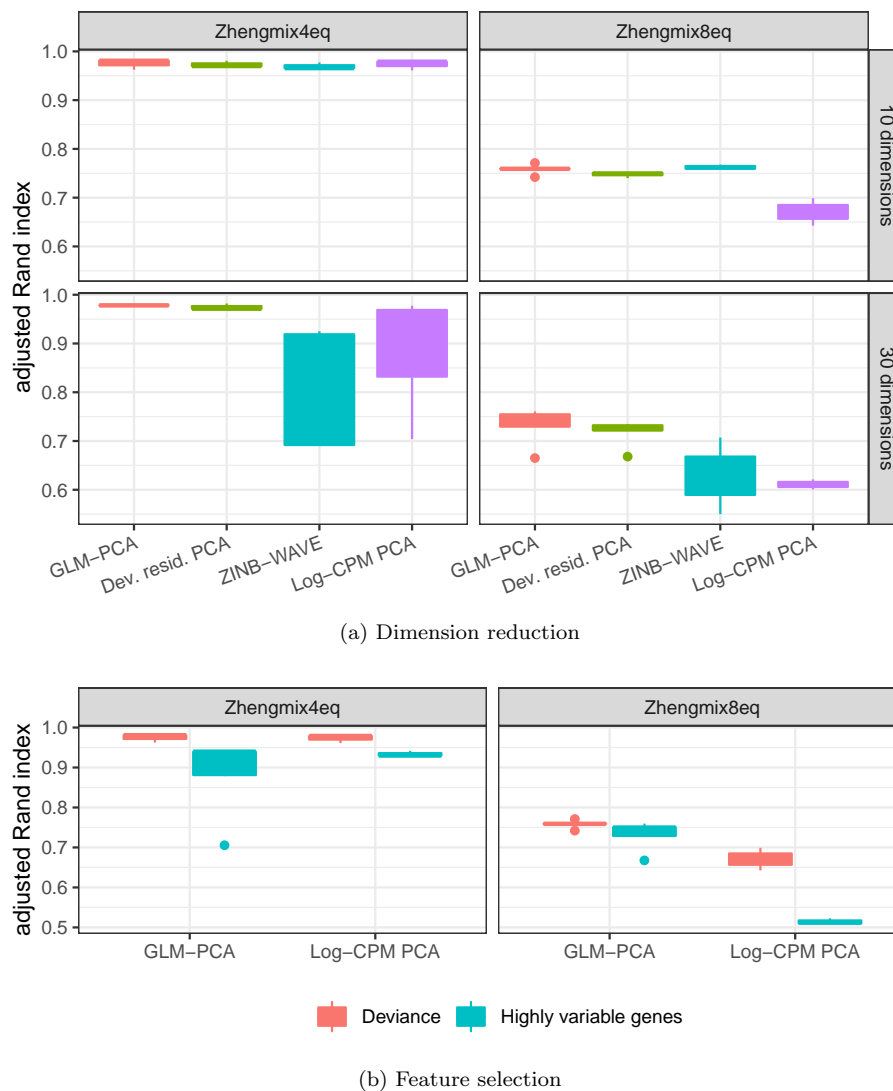 Zhengmix4eq
Zhengmix8eq
1.0
0.9
0.8
0.7
0.6
10 dimensions
1.0
0.9
0.8
0.7
0.6
30 dimensions
adjusted Rand index
GLM−PCA
Dev. resid. PCA
ZINB−WAVE
Log−CPM PCA
GLM−PCA
Dev. resid. PCA
ZINB−WAVE
Log−CPM PCA
(a) Dimension reduction
Zhengmix4eq
Zhengmix8eq
1.0
0.9
0.8
0.7
0.6
0.5
adjusted Rand index
GLM−PCA
Log−CPM PCA
GLM−PCA
Log−CPM PCA
Deviance
Highly variable genes
(b) Feature selection